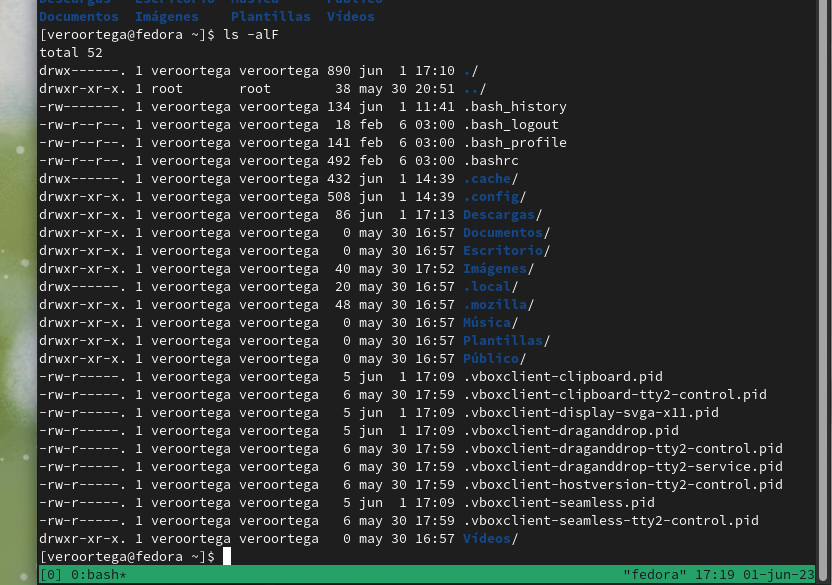 Descargas Escritorio Música Público
Documentos Imágenes Plantillas Vídeos
[veroortega@fedora ~]$ ls -alF
total 52
drwx------. 1 veroortega veroortega 890 jun  1 17:10 ./
drwxr-xr-x. 1 root       root        38 may 30 20:51 ../
-rw-------. 1 veroortega veroortega 134 jun  1 11:41 .bash_history
-rw-r--r--. 1 veroortega veroortega  18 feb  6 03:00 .bash_logout
-rw-r--r--. 1 veroortega veroortega 141 feb  6 03:00 .bash_profile
-rw-r--r--. 1 veroortega veroortega 492 feb  6 03:00 .bashrc
drwx------. 1 veroortega veroortega 432 jun  1 14:39 .cache/
drwxr-xr-x. 1 veroortega veroortega 508 jun  1 14:39 .config/
drwxr-xr-x. 1 veroortega veroortega  86 jun  1 17:13 Descargas/
drwxr-xr-x. 1 veroortega veroortega   0 may 30 16:57 Documentos/
drwxr-xr-x. 1 veroortega veroortega   0 may 30 16:57 Escritorio/
drwxr-xr-x. 1 veroortega veroortega  40 may 30 17:52 Imágenes/
drwx------. 1 veroortega veroortega  20 may 30 16:57 .local/
drwxr-xr-x. 1 veroortega veroortega  48 may 30 16:57 .mozilla/
drwxr-xr-x. 1 veroortega veroortega   0 may 30 16:57 Música/
drwxr-xr-x. 1 veroortega veroortega   0 may 30 16:57 Plantillas/
drwxr-xr-x. 1 veroortega veroortega   0 may 30 16:57 Público/
-rw-r-----. 1 veroortega veroortega   5 jun  1 17:09 .vboxclient-clipboard.pid
-rw-r-----. 1 veroortega veroortega   6 may 30 17:59 .vboxclient-clipboard-tty2-control.pid
-rw-r-----. 1 veroortega veroortega   5 jun  1 17:09 .vboxclient-display-svga-x11.pid
-rw-r-----. 1 veroortega veroortega   5 jun  1 17:09 .vboxclient-draganddrop.pid
-rw-r-----. 1 veroortega veroortega   6 may 30 17:59 .vboxclient-draganddrop-tty2-control.pid
-rw-r-----. 1 veroortega veroortega   6 may 30 17:59 .vboxclient-draganddrop-tty2-service.pid
-rw-r-----. 1 veroortega veroortega   6 may 30 17:59 .vboxclient-hostversion-tty2-control.pid
-rw-r-----. 1 veroortega veroortega   5 jun  1 17:09 .vboxclient-seamless.pid
-rw-r-----. 1 veroortega veroortega   6 may 30 17:59 .vboxclient-seamless-tty2-control.pid
drwxr-xr-x. 1 veroortega veroortega   0 may 30 16:57 Vídeos/
[veroortega@fedora ~]$
[0] 0:bash* "fedora" 17:19 01-jun-23